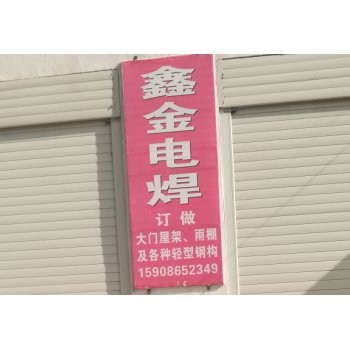 鑫金电焊
订做
大门屋架、雨棚
及各种轻型钢构
15908652349